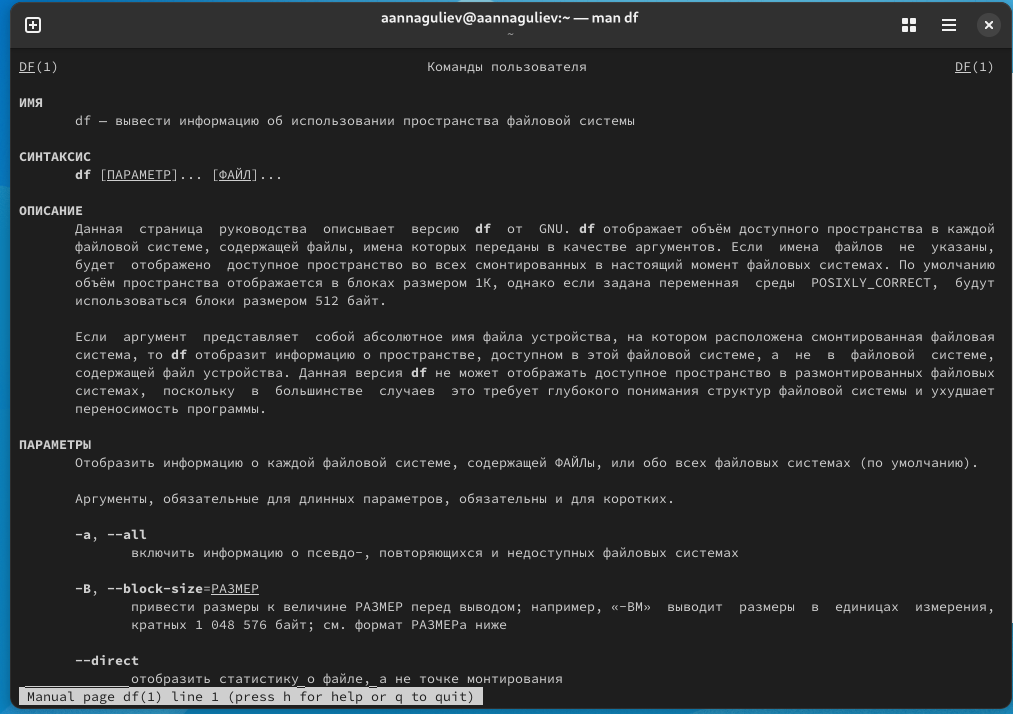 aannaguliev@aannaguliev:~ — man df
~
DF(1) Команды пользователя DF(1)
ИМЯ
df — вывести информацию об использовании пространства файловой системы
СИНТАКСИС
df [ПАРАМЕТР]... [ФАЙЛ]...
ОПИСАНИЕ
Данная страница руководства описывает версию df от GNU. df отображает объём доступного пространства в каждой
файловой системе, содержащей файлы, имена которых переданы в качестве аргументов. Если имена файлов не указаны,
будет отображено доступное пространство во всех смонтированных в настоящий момент файловых системах. По умолчанию
объём пространства отображается в блоках размером 1K, однако если задана переменная среды POSIXLY_CORRECT, будут
использоваться блоки размером 512 байт.
Если аргумент представляет собой абсолютное имя файла устройства, на котором расположена смонтированная файловая
система, то df отобразит информацию о пространстве, доступном в этой файловой системе, а не в файловой системе,
содержащей файл устройства. Данная версия df не может отображать доступное пространство в размонтированных файловых
системах, поскольку в большинстве случаев это требует глубокого понимания структур файловой системы и ухудшает
переносимость программы.
ПАРАМЕТРЫ
Отобразить информацию о каждой файловой системе, содержащей ФАЙЛы, или обо всех файловых системах (по умолчанию).
Аргументы, обязательные для длинных параметров, обязательны и для коротких.
-a, --all
включить информацию о псевдо-, повторяющихся и недоступных файловых системах
-B, --block-size=РАЗМЕР
привести размеры к величине РАЗМЕР перед выводом; например, «-BM» выводит размеры в единицах измерения,
кратных 1 048 576 байт; см. формат РАЗМЕРа ниже
--direct
отобразить статистику о файле, а не точке монтирования
Manual page df(1) line 1 (press h for help or q to quit)